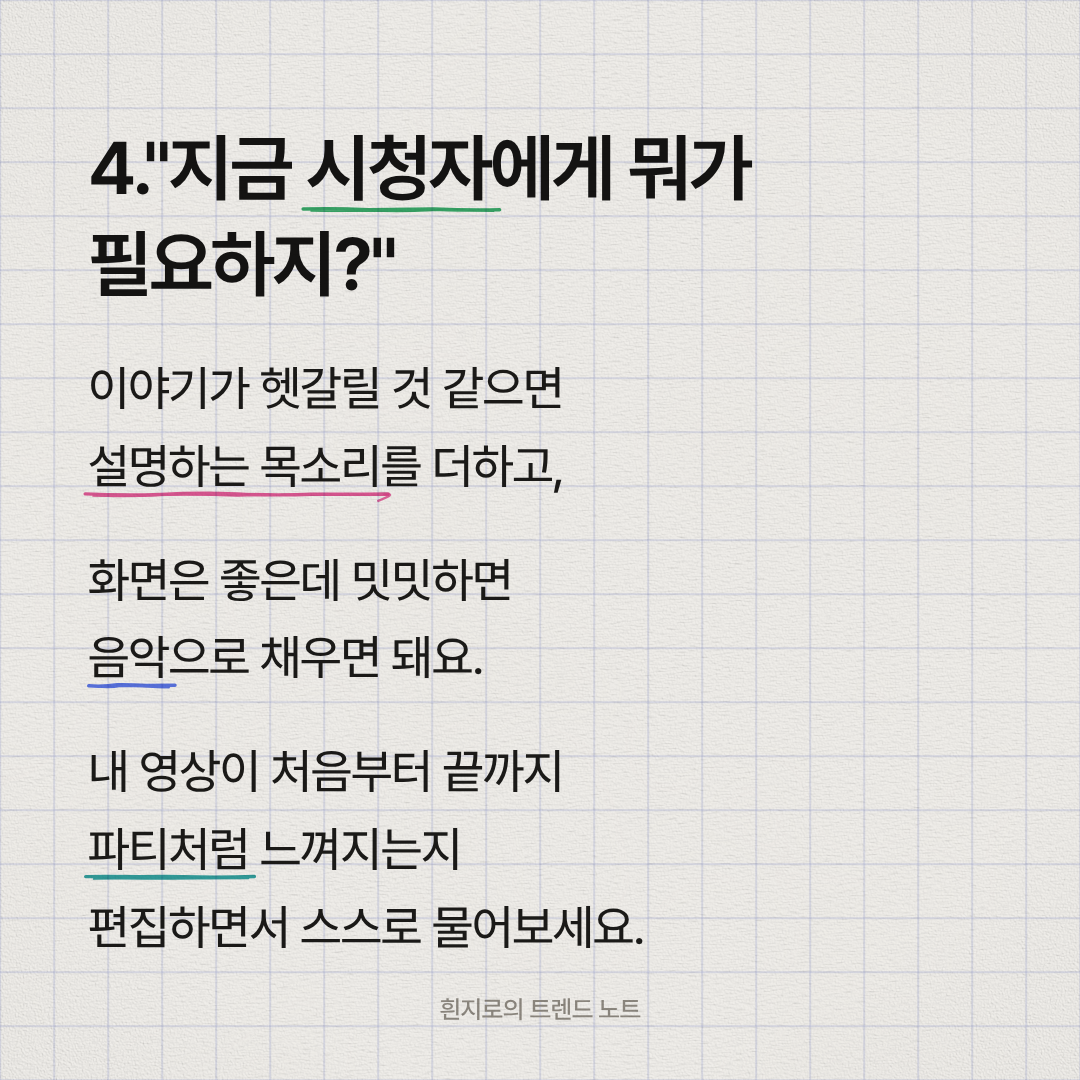 4."지금 시청자에게 뭐가
필요하지?"
이야기가 헷갈릴 것 같으면
설명하는 목소리를 더하고,
화면은 좋은데 밋밋하면
음악으로 채우면 돼요.
내 영상이 처음부터 끝까지
파티처럼 느껴지는지
편집하면서 스스로 물어보세요.
흰지로의 트렌드 노트